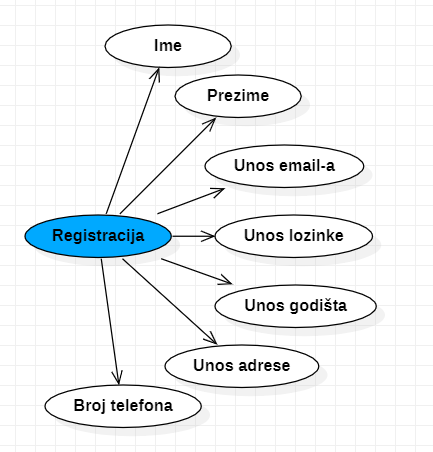 Ime
Prezime
Unos email-a
Registracija
Unos lozinke
Unos godišta
Unos adrese
Broj telefona